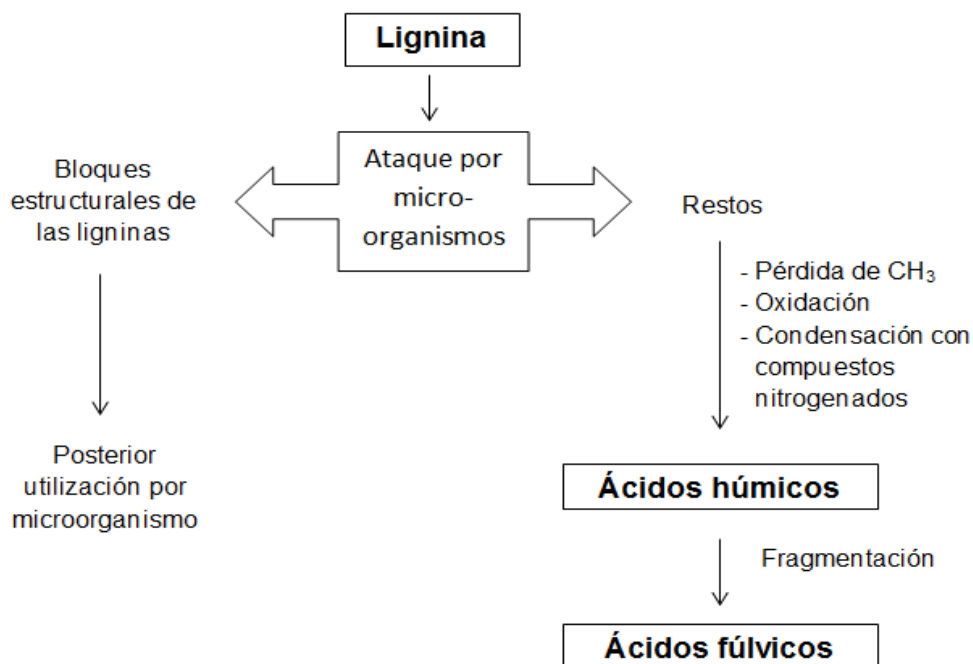 Lignina
Ataque por
micro-
organismos
Bloques
estructurales de
las ligninas
Restos
- Pérdida de CH₃
- Oxidación
- Condensación con
compuestos
nitrogenados
Posterior
utilización por
microorganismo
Ácidos húmicos
Fragmentación
Ácidos fúlvicos